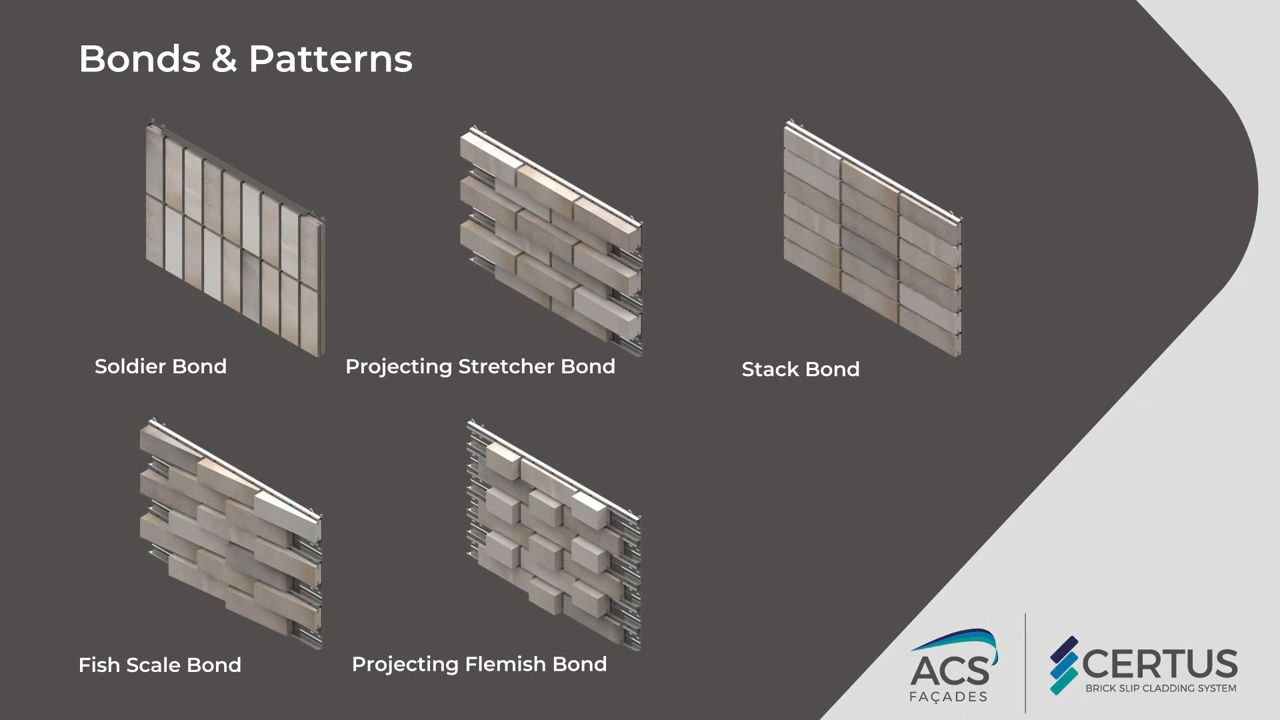 Bonds & Patterns
Soldier Bond
Projecting Stretcher Bond
Stack Bond
Fish Scale Bond
Projecting Flemish Bond
ACS
FAÇADES
CERTUS
BRICK SLIP CLADDING SYSTEM